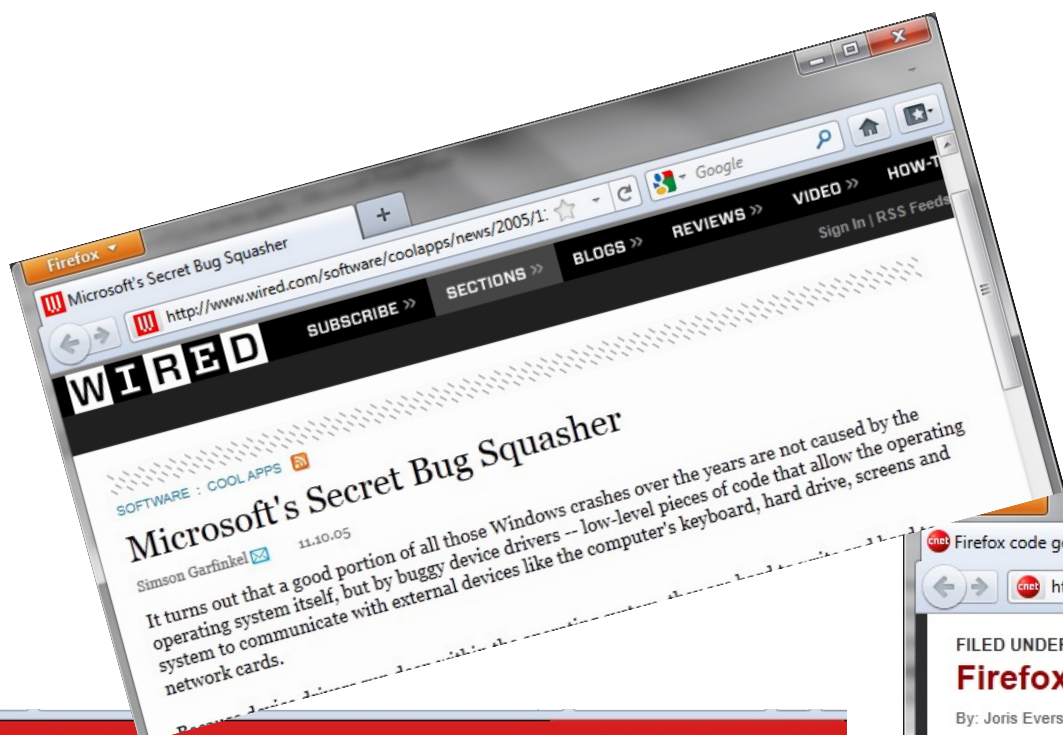 Firefox
Microsoft's Secret Bug Squasher
http://www.wired.com/software/coolapps/news/2005/1:
Google
WIRED
SUBSCRIBE »
SECTIONS »
BLOGS »
REVIEWS »
VIDEO »
HOW-T
Sign In | RSS Feeds
SOFTWARE : COOL APPS
Microsoft's Secret Bug Squasher
Simson Garfinkel 11.10.05
It turns out that a good portion of all those Windows crashes over the years are not caused by the
operating system itself, but by buggy device drivers -- low-level pieces of code that allow the operating
system to communicate with external devices like the computer's keyboard, hard drive, screens and
network cards.
cnet Firefox code g
cnet ht
FILED UNDER
Firefox
By: Joris Evers